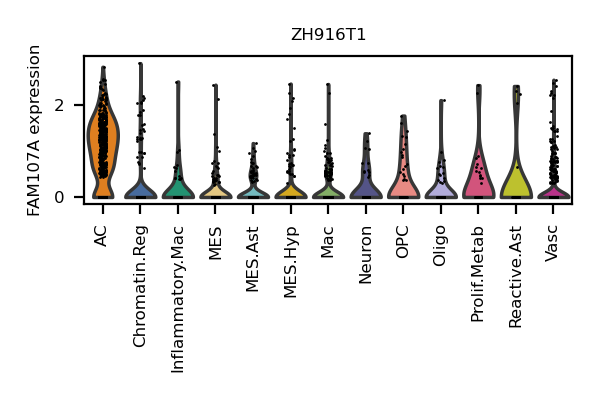 ZH916T1
FAM107A expression
2
0
AC
Chromatin.Reg
Inflammatory.Mac
MES
MES.Ast
MES.Hyp
Mac
Neuron
OPC
Oligo
Prolif.Metab
Reactive.Ast
Vasc